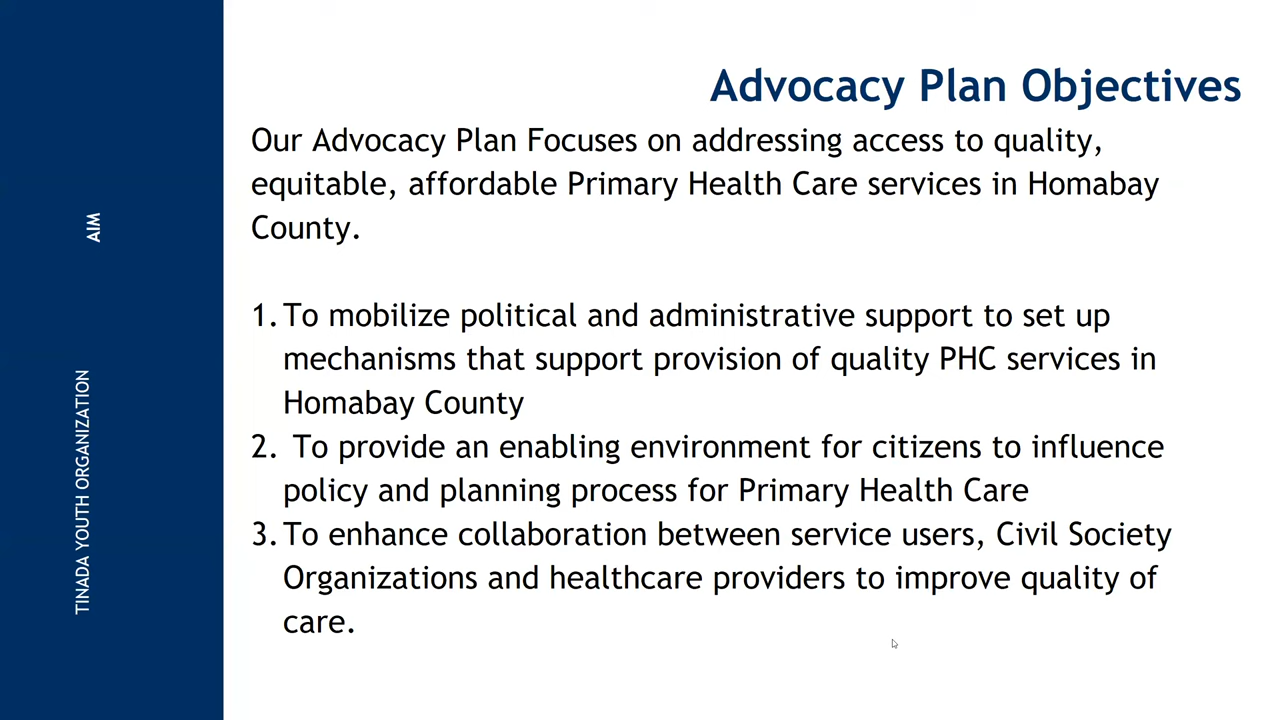 Advocacy Plan Objectives
Our Advocacy Plan Focuses on addressing access to quality,
equitable, affordable Primary Health Care services in Homabay
County.
1. To mobilize political and administrative support to set up
mechanisms that support provision of quality PHC services in
Homabay County
2. To provide an enabling environment for citizens to influence
policy and planning process for Primary Health Care
3. To enhance collaboration between service users, Civil Society
Organizations and healthcare providers to improve quality of
care.
AIM
TINADA YOUTH ORGANIZATION